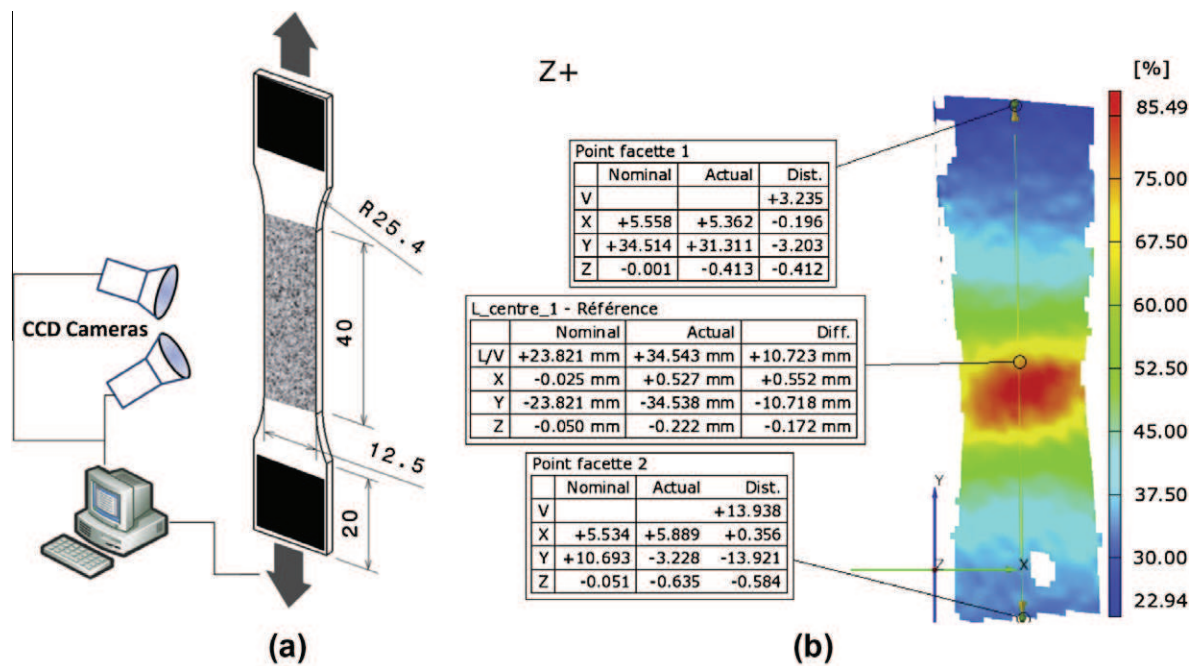 CCD Cameras
R25.4
40
12.5
20
(a)
Z+
Point facette 1
Nominal Actual Dist.
V +3.235
X +5.558 +5.362 -0.196
Y +34.514 +31.311 -3.203
Z -0.001 -0.413 -0.412
L_centre_1 - Référence
Nominal Actual Diff.
L/V +23.821 mm +34.543 mm +10.723 mm
X -0.025 mm +0.527 mm +0.552 mm
Y -23.821 mm -34.538 mm -10.718 mm
Z -0.050 mm -0.222 mm -0.172 mm
Point facette 2
Nominal Actual Dist.
V +13.938
X +5.534 +5.889 +0.356
Y +10.693 -3.228 -13.921
Z -0.051 -0.635 -0.584
Y
Z
X
[%]
85.49
75.00
67.50
60.00
52.50
45.00
37.50
30.00
22.94
(b)